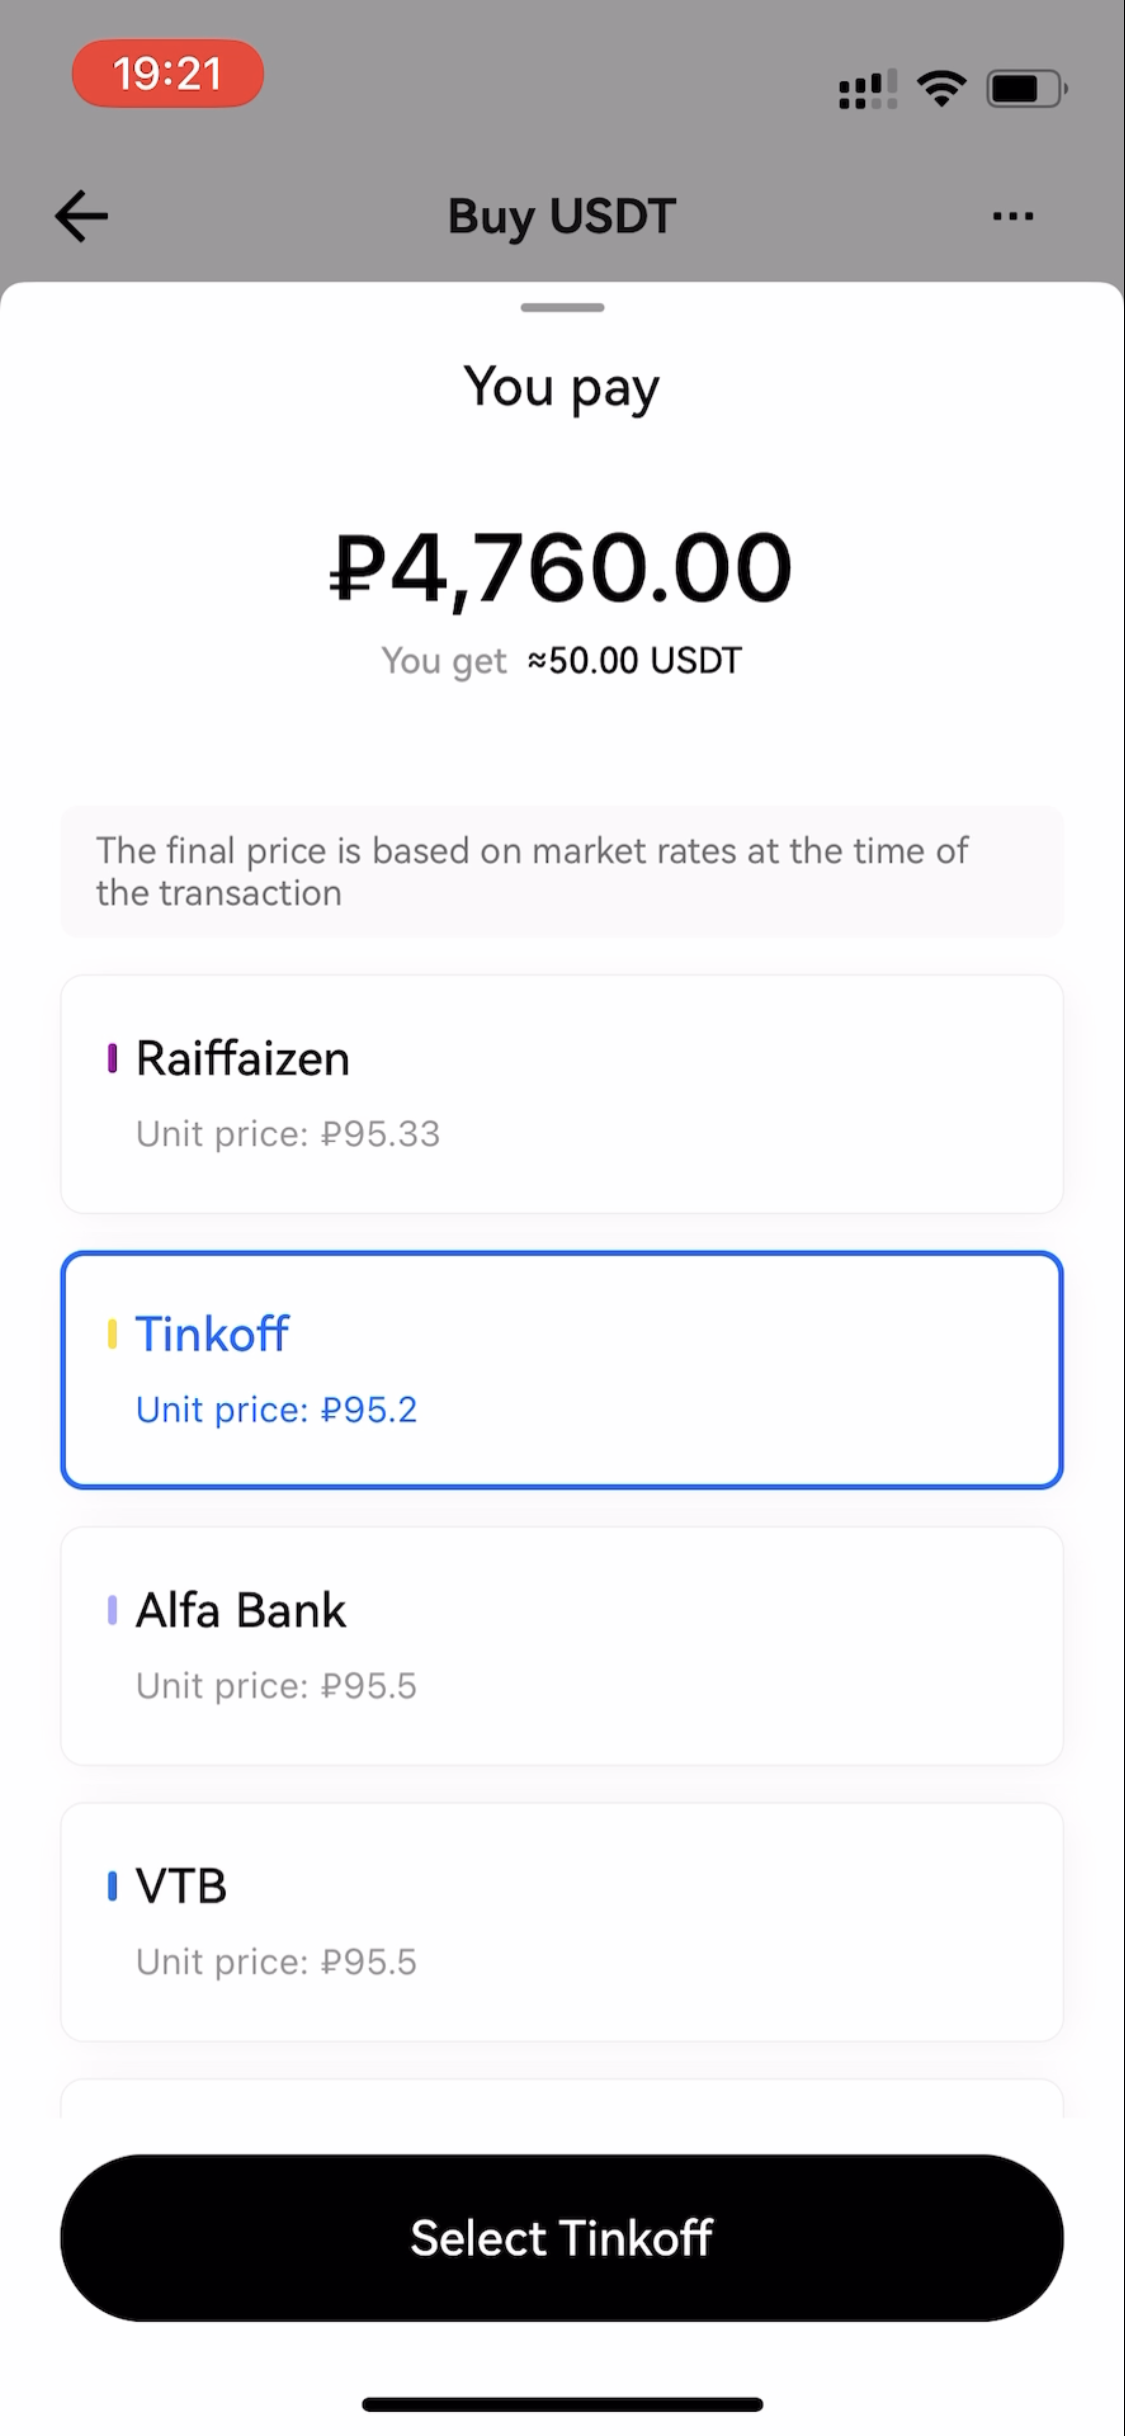 19:21
Buy USDT
You pay
₽4,760.00
You get ≈50.00 USDT
The final price is based on market rates at the time of
the transaction
Raiffaizen
Unit price: ₽95.33
Tinkoff
Unit price: ₽95.2
Alfa Bank
Unit price: ₽95.5
VTB
Unit price: ₽95.5
Select Tinkoff